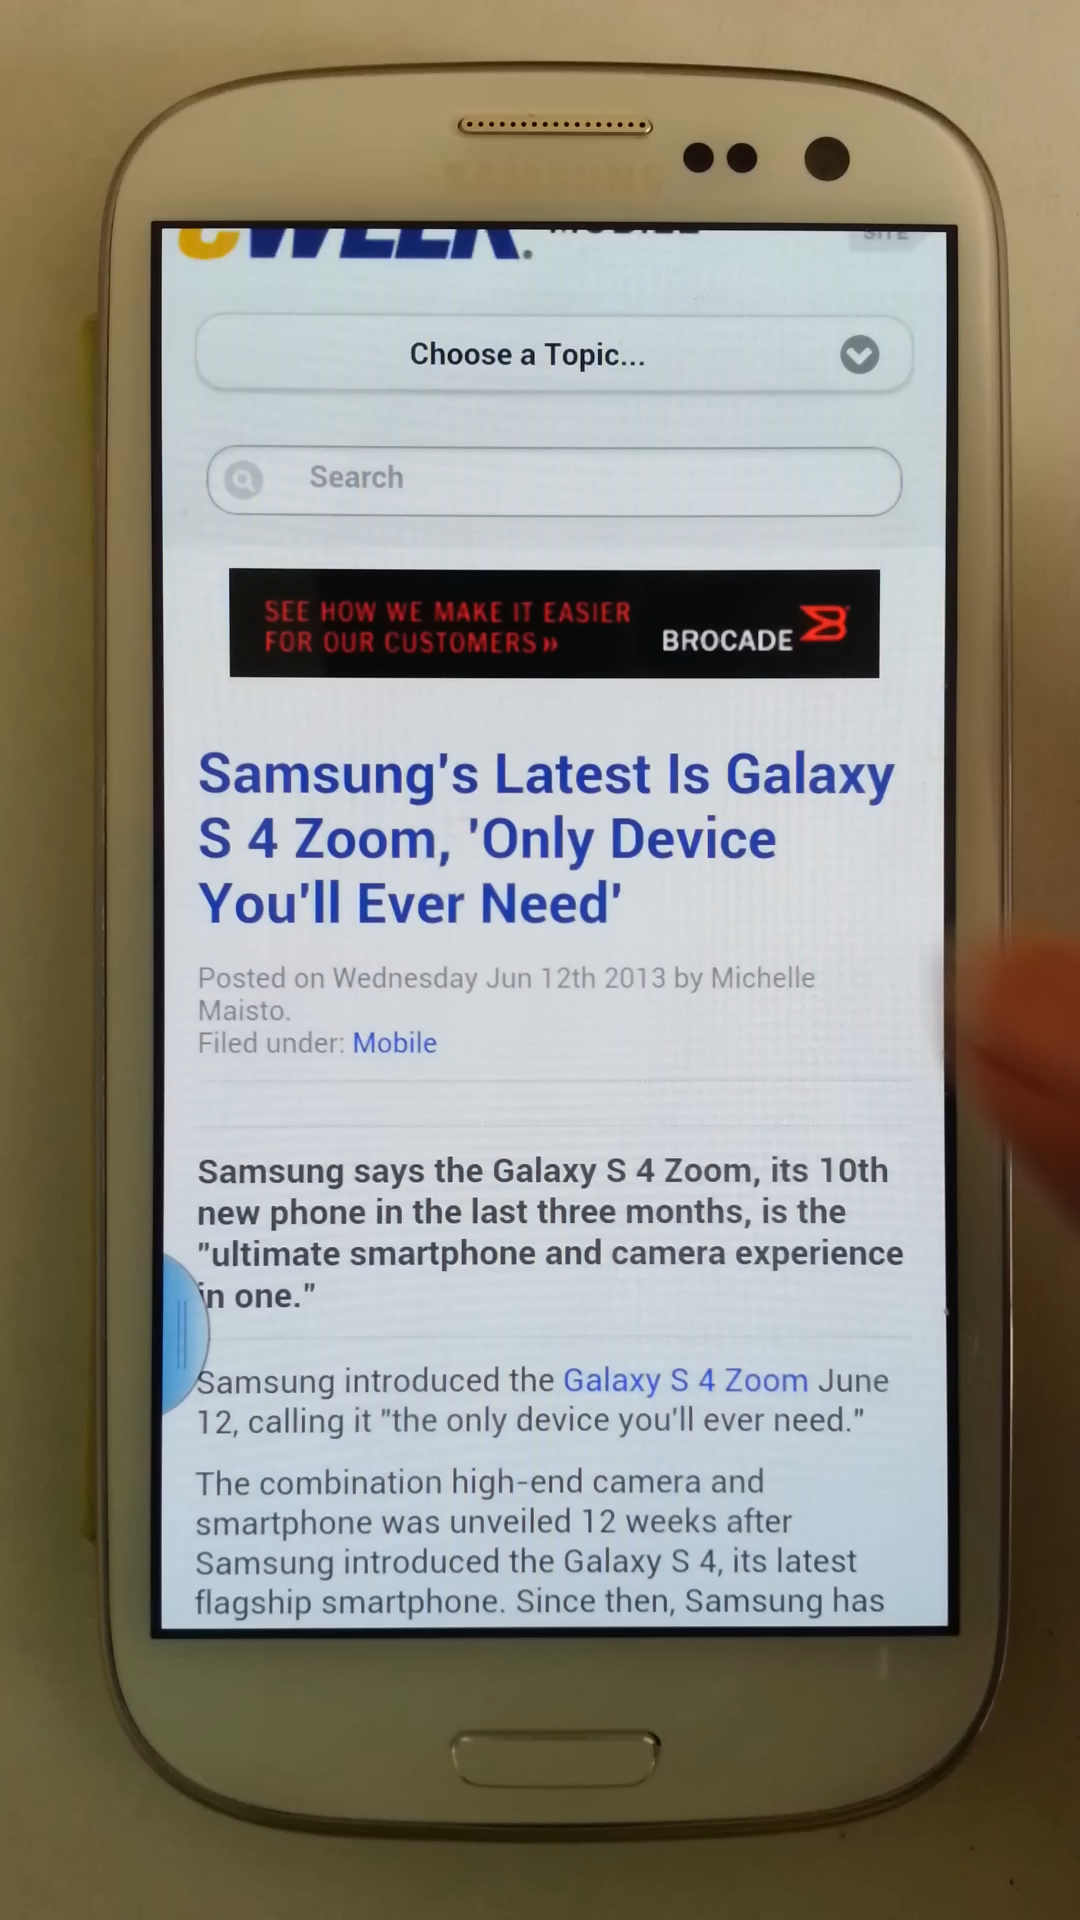 SAMSUNG
eWEEK. MOBILE
SITE
Choose a Topic...
Search
SEE HOW WE MAKE IT EASIER
FOR OUR CUSTOMERS »
BROCADE
Samsung's Latest Is Galaxy
S 4 Zoom, 'Only Device
You'll Ever Need'
Posted on Wednesday Jun 12th 2013 by Michelle
Maisto.
Filed under: Mobile
Samsung says the Galaxy S 4 Zoom, its 10th
new phone in the last three months, is the
"ultimate smartphone and camera experience
in one."
Samsung introduced the Galaxy S 4 Zoom June
12, calling it "the only device you'll ever need."
The combination high-end camera and
smartphone was unveiled 12 weeks after
Samsung introduced the Galaxy S 4, its latest
flagship smartphone. Since then, Samsung has